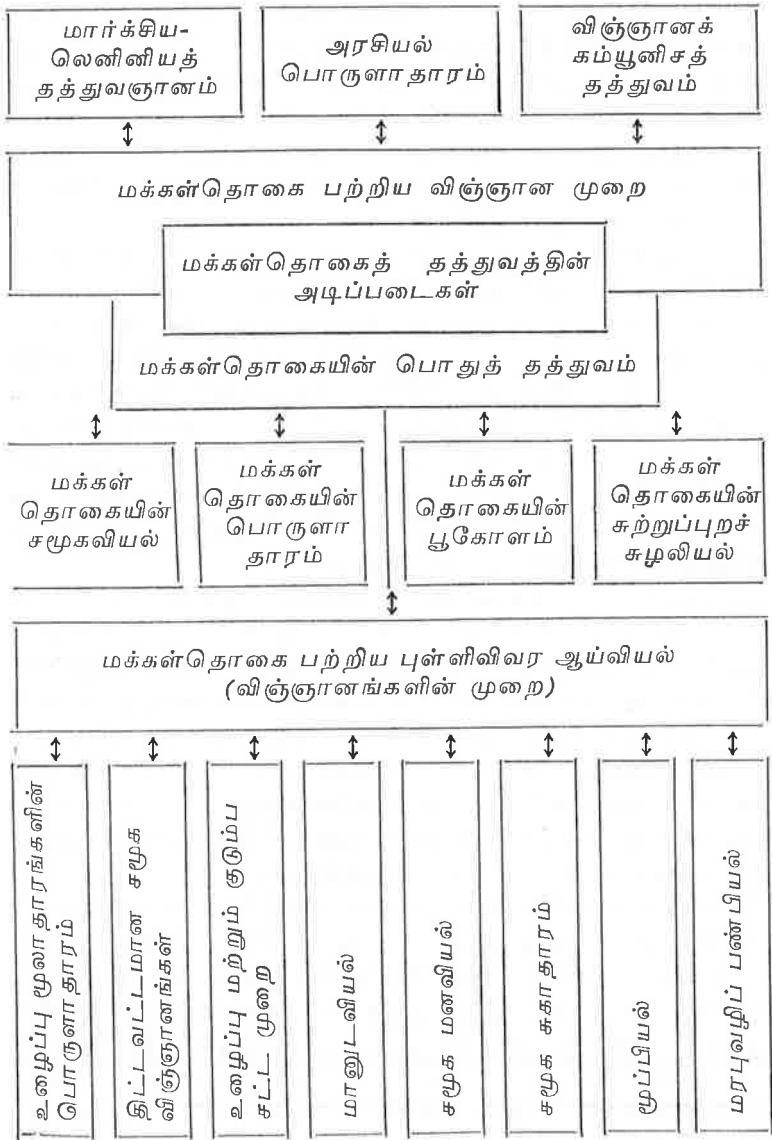 மார்க்சிய-
லெனினியத்
தத்துவஞானம்
அரசியல்
பொருளாதாரம்
விஞ்ஞானக்
கம்யூனிசத்
தத்துவம்
மக்கள்தொகை பற்றிய விஞ்ஞான முறை
மக்கள்தொகைத் தத்துவத்தின்
அடிப்படைகள்
மக்கள்தொகையின் பொதுத் தத்துவம்
மக்கள்
தொகையின்
சமூகவியல்
மக்கள்
தொகையின்
பொருளா
தாரம்
மக்கள்
தொகையின்
பூகோளம்
மக்கள்
தொகையின்
சுற்றுப்புறச்
சுழலியல்
மக்கள்தொகை பற்றிய புள்ளிவிவர ஆய்வியல்
(விஞ்ஞானங்களின் முறை)
உழைப்பு மூலாதாரங்களின்
பொருளாதாரம்
திட்டவட்டமான சமூக
விஞ்ஞானங்கள்
உழைப்பு மற்றும் குடும்ப
சட்ட முறை
மானுடவியல்
சமூக மனவியல்
சமூக சுகாதாரம்
மூப்பியல்
மரபுவழிப் பண்பியல்